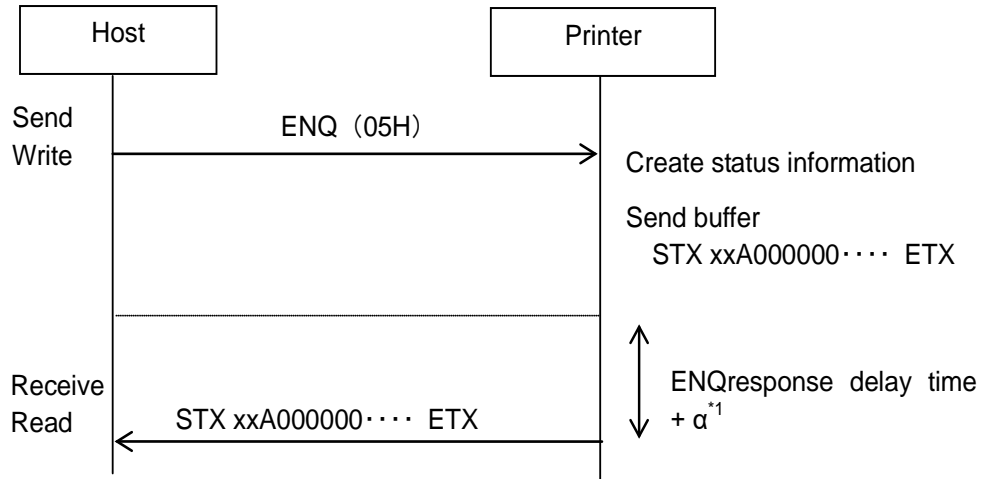 Host
Printer
Send
Write
ENQ（05H）
Create status information
Send buffer
STX xxA000000････ ETX
Receive
Read
STX xxA000000････ ETX
ENQresponse delay time
+ α*1